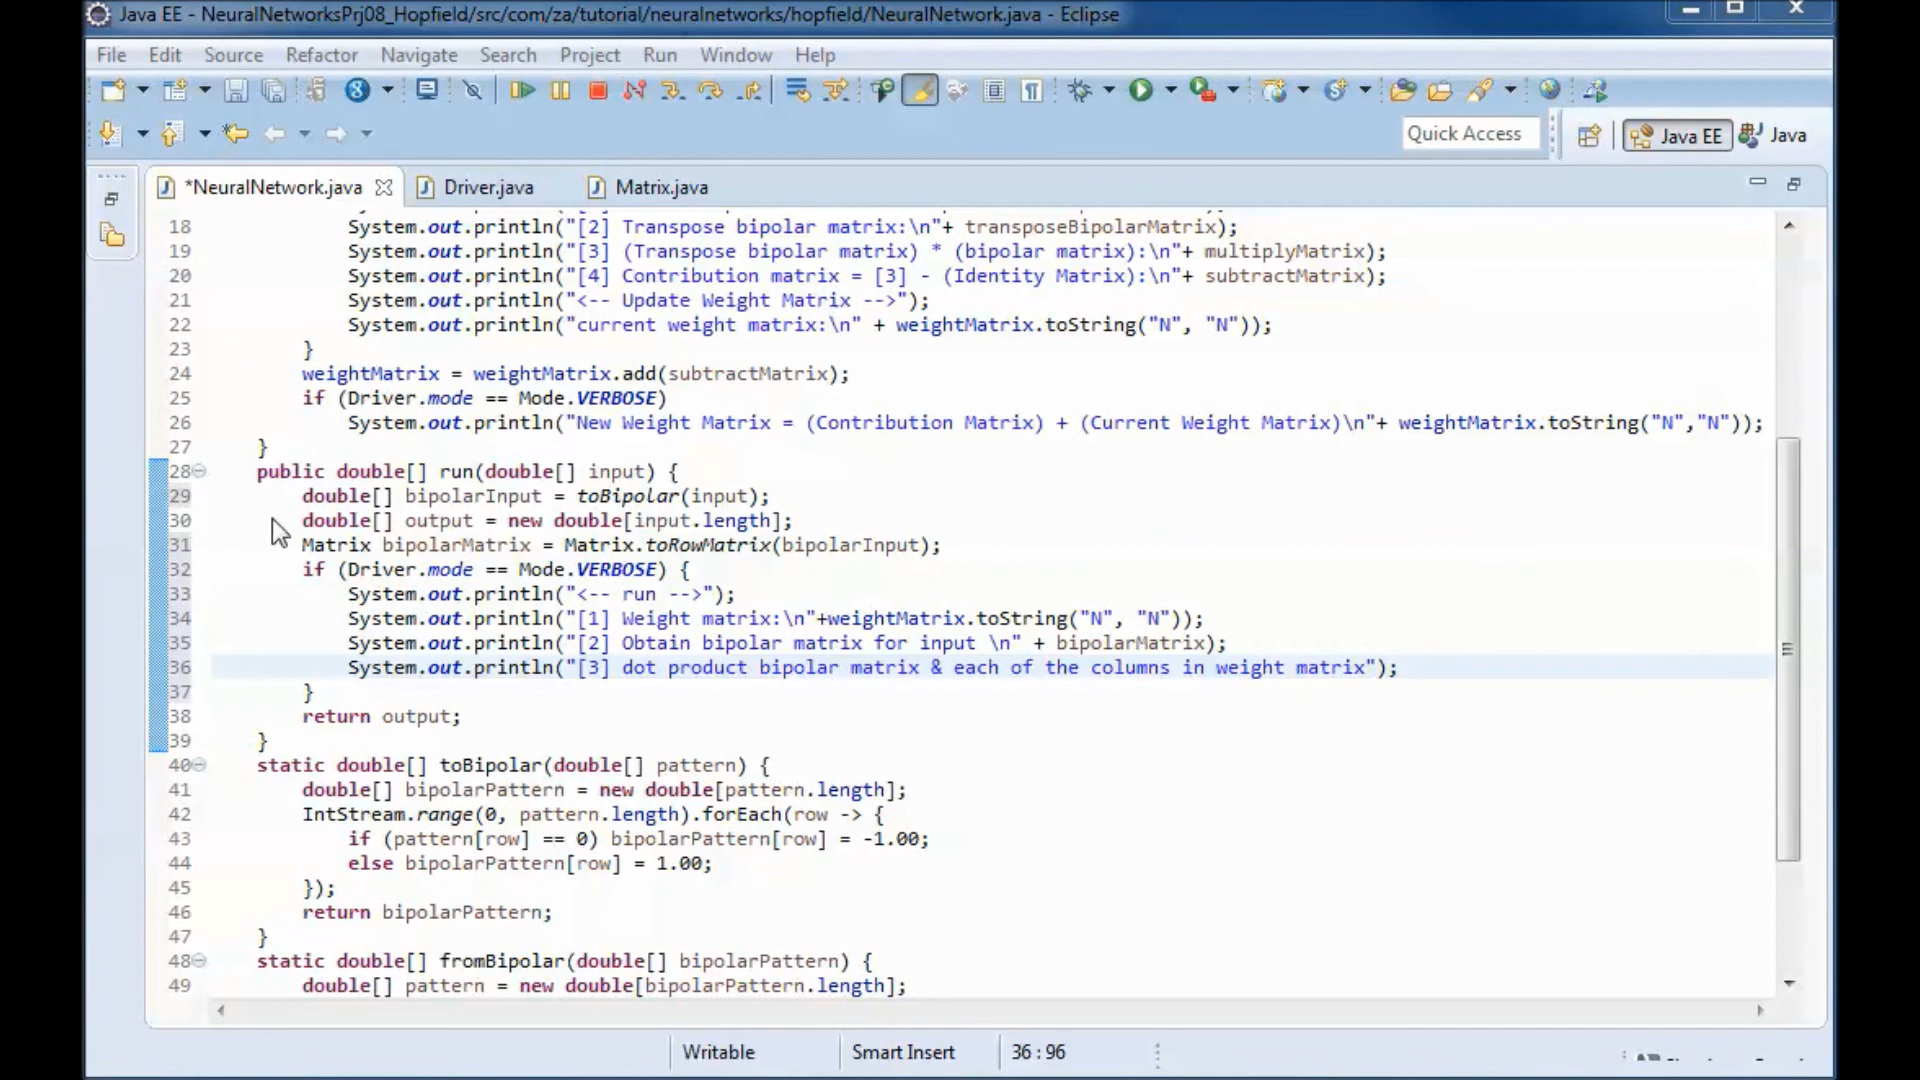 Java EE - NeuralNetworksPrj08_Hopfield/src/com/za/tutorial/neuralnetworks/hopfield/NeuralNetwork.java - Eclipse
File Edit Source Refactor Navigate Search Project Run Window Help
Quick Access Java EE Java
*NeuralNetwork.java Driver.java Matrix.java
18 System.out.println("[2] Transpose bipolar matrix:\n"+ transposeBipolarMatrix);
19 System.out.println("[3] (Transpose bipolar matrix) * (bipolar matrix):\n"+ multiplyMatrix);
20 System.out.println("[4] Contribution matrix = [3] - (Identity Matrix):\n"+ subtractMatrix);
21 System.out.println("<-- Update Weight Matrix -->");
22 System.out.println("current weight matrix:\n" + weightMatrix.toString("N", "N"));
23 }
24 weightMatrix = weightMatrix.add(subtractMatrix);
25 if (Driver.mode == Mode.VERBOSE)
26 System.out.println("New Weight Matrix = (Contribution Matrix) + (Current Weight Matrix)\n"+ weightMatrix.toString("N","N"));
27 }
28 public double[] run(double[] input) {
29 double[] bipolarInput = toBipolar(input);
30 double[] output = new double[input.length];
31 Matrix bipolarMatrix = Matrix.toRowMatrix(bipolarInput);
32 if (Driver.mode == Mode.VERBOSE) {
33 System.out.println("<-- run -->");
34 System.out.println("[1] Weight matrix:\n"+weightMatrix.toString("N", "N"));
35 System.out.println("[2] Obtain bipolar matrix for input \n" + bipolarMatrix);
36 System.out.println("[3] dot product bipolar matrix & each of the columns in weight matrix");
37 }
38 return output;
39 }
40 static double[] toBipolar(double[] pattern) {
41 double[] bipolarPattern = new double[pattern.length];
42 IntStream.range(0, pattern.length).forEach(row -> {
43 if (pattern[row] == 0) bipolarPattern[row] = -1.00;
44 else bipolarPattern[row] = 1.00;
45 });
46 return bipolarPattern;
47 }
48 static double[] fromBipolar(double[] bipolarPattern) {
49 double[] pattern = new double[bipolarPattern.length];
Writable Smart Insert 36 : 96